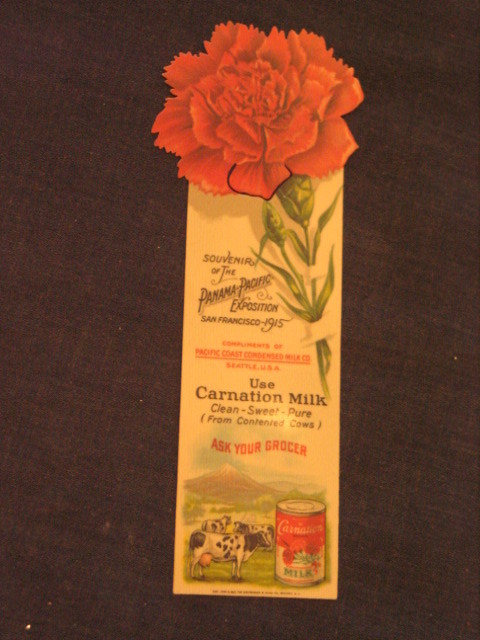 SOUVENIR
OF THE
PANAMA-PACIFIC
EXPOSITION
SAN FRANCISCO-1915
COMPLIMENTS OF
PACIFIC COAST CONDENSED MILK CO.
SEATTLE, U.S.A.
Use
Carnation Milk
Clean-Sweet-Pure
(From Contented Cows)
ASK YOUR GROCER
Carnation
MILK